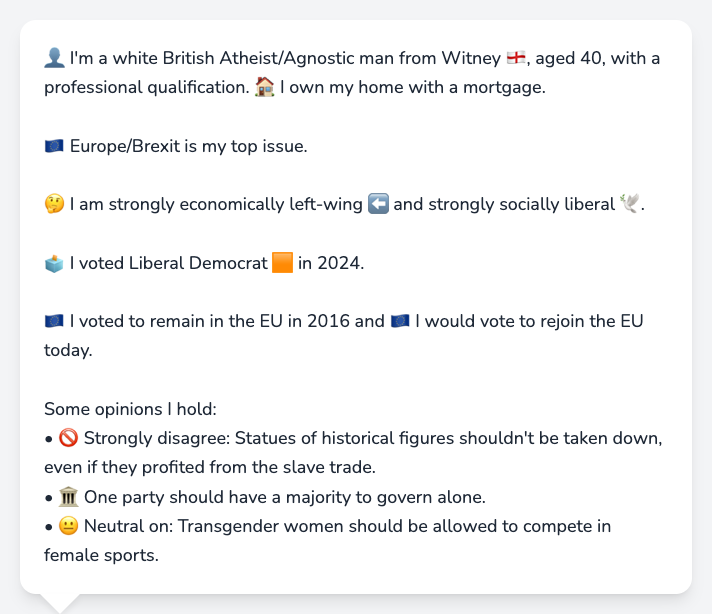 👤 I'm a white British Atheist/Agnostic man from Witney 🏴󠁧󠁢󠁥󠁮󠁧󠁿, aged 40, with a
professional qualification. 🏠 I own my home with a mortgage.
🇪🇺 Europe/Brexit is my top issue.
🤔 I am strongly economically left-wing ⬅️ and strongly socially liberal 🕊️.
🗳️ I voted Liberal Democrat 🟧 in 2024.
🇪🇺 I voted to remain in the EU in 2016 and 🇪🇺 I would vote to rejoin the EU
today.
Some opinions I hold:
• 🚫 Strongly disagree: Statues of historical figures shouldn't be taken down,
even if they profited from the slave trade.
• 🏛️ One party should have a majority to govern alone.
• 😐 Neutral on: Transgender women should be allowed to compete in
female sports.